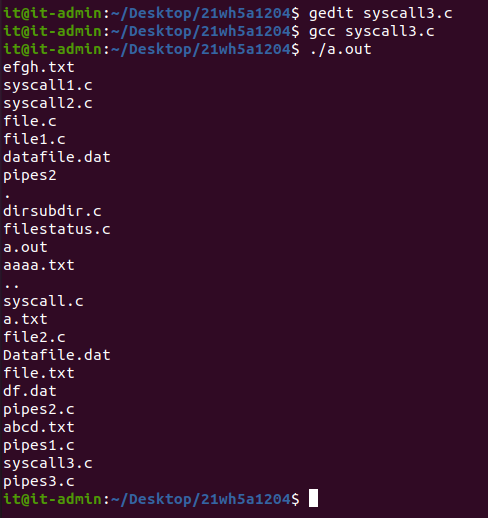 it@it-admin:~/Desktop/21wh5a1204$ gedit syscall3.c
it@it-admin:~/Desktop/21wh5a1204$ gcc syscall3.c
it@it-admin:~/Desktop/21wh5a1204$ ./a.out
efgh.txt
syscall1.c
syscall2.c
file.c
file1.c
datafile.dat
pipes2
.
dirsubdir.c
filestatus.c
a.out
aaaa.txt
..
syscall.c
a.txt
file2.c
Datafile.dat
file.txt
df.dat
pipes2.c
abcd.txt
pipes1.c
syscall3.c
pipes3.c
it@it-admin:~/Desktop/21wh5a1204$